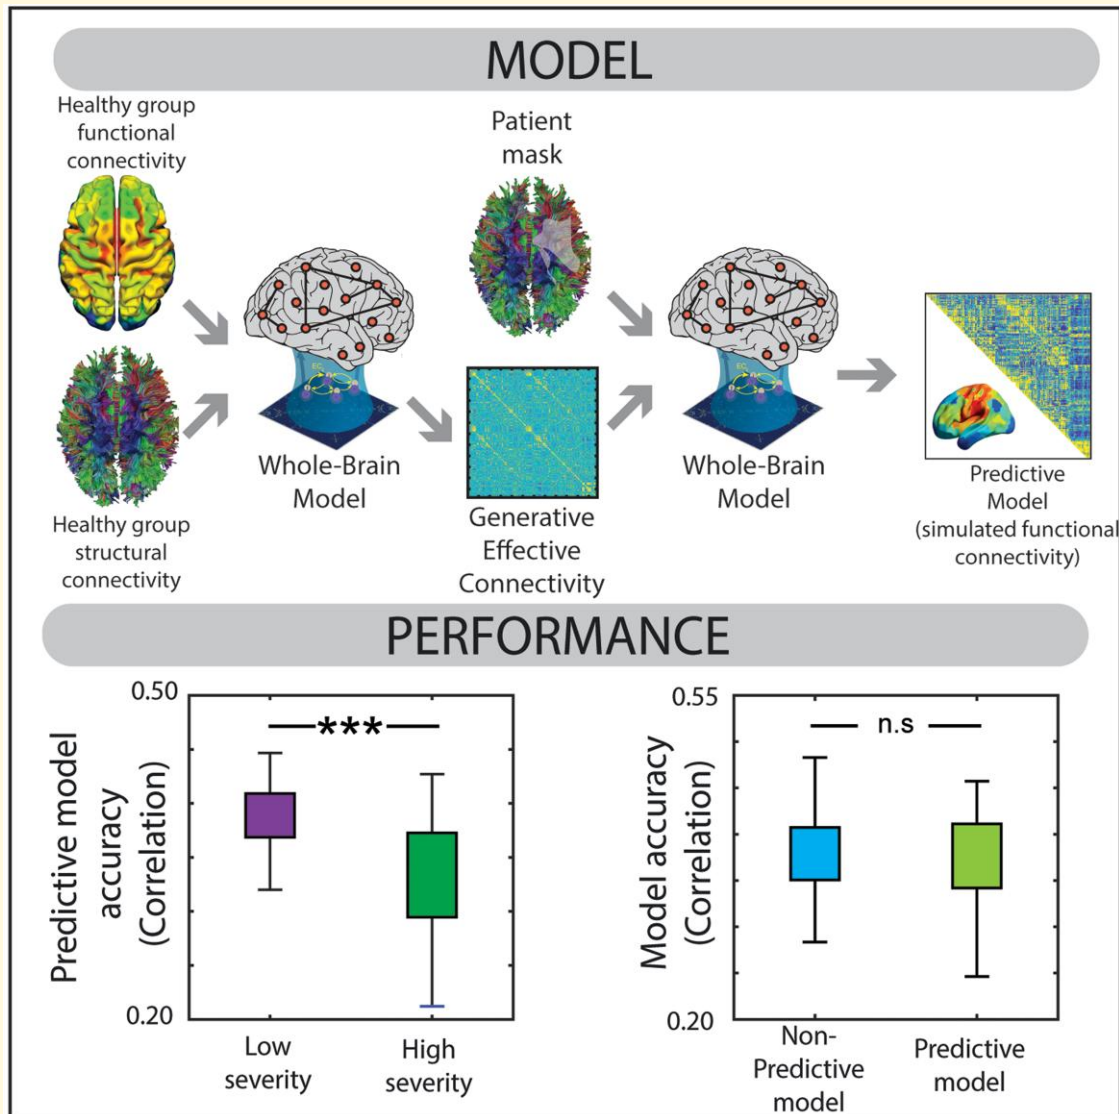 MODEL
Healthy group
functional
connectivity
Patient
mask
Healthy group
structural
connectivity
Whole-Brain
Model
Generative
Effective
Connectivity
Whole-Brain
Model
Predictive
Model
(simulated functional
connectivity)
PERFORMANCE
Predictive model
accuracy
(Correlation)
0.50
0.20
***
Low
severity
High
severity
Model accuracy
(Correlation)
0.55
0.20
n.s
Non-
Predictive
model
Predictive
model